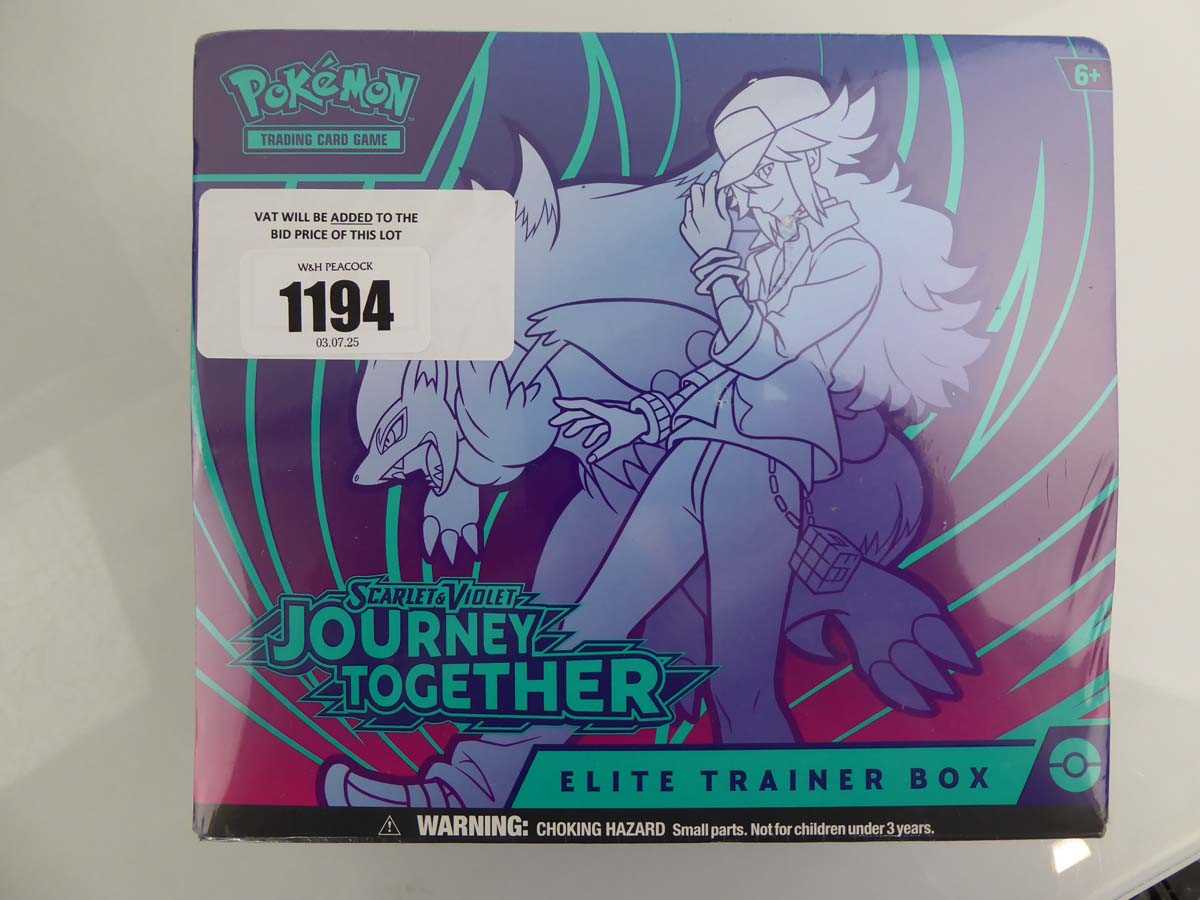 POKéMON
TRADING CARD GAME
6+
VAT WILL BE ADDED TO THE
BID PRICE OF THIS LOT
W&H PEACOCK
1194
03.07.25
SCARLET & VIOLET
JOURNEY
TOGETHER
ELITE TRAINER BOX
WARNING: CHOKING HAZARD Small parts. Not for children under 3 years.